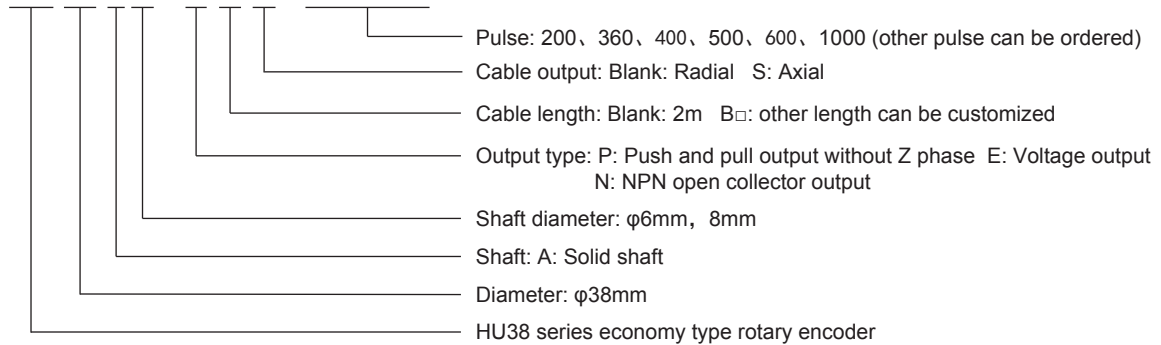 Pulse: 200、360、400、500、600、1000 (other pulse can be ordered)
Cable output: Blank: Radial S: Axial
Cable length: Blank: 2m B□: other length can be customized
Output type: P: Push and pull output without Z phase E: Voltage output
N: NPN open collector output
Shaft diameter: φ6mm，8mm
Shaft: A: Solid shaft
Diameter: φ38mm
HU38 series economy type rotary encoder